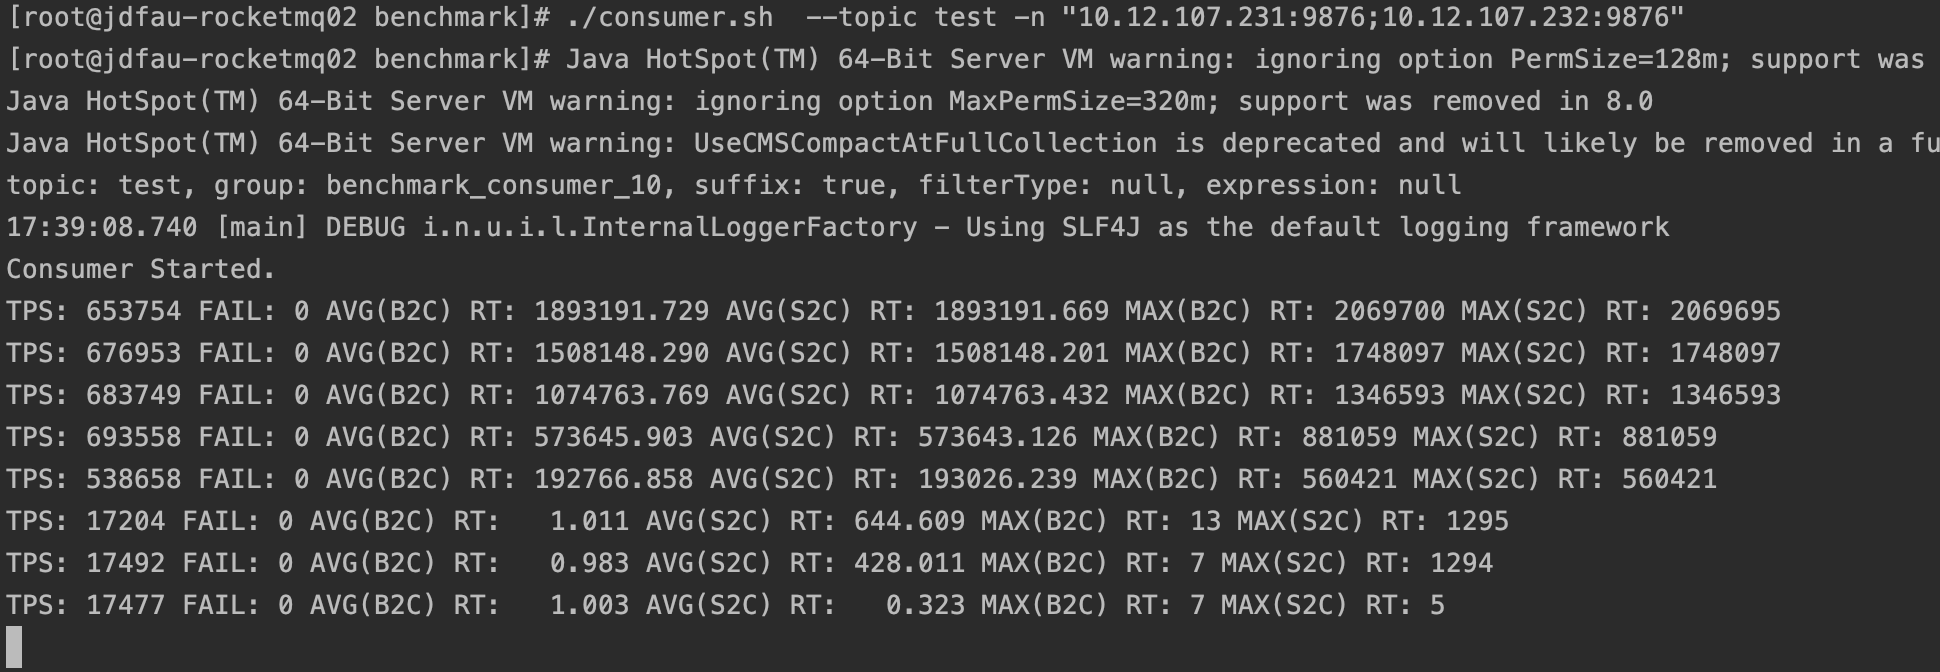 [root@jdfau-rocketmq02 benchmark]# ./consumer.sh  --topic test -n "10.12.107.231:9876;10.12.107.232:9876"
[root@jdfau-rocketmq02 benchmark]# Java HotSpot(TM) 64-Bit Server VM warning: ignoring option PermSize=128m; support was
Java HotSpot(TM) 64-Bit Server VM warning: ignoring option MaxPermSize=320m; support was removed in 8.0
Java HotSpot(TM) 64-Bit Server VM warning: UseCMSCompactAtFullCollection is deprecated and will likely be removed in a fu
topic: test, group: benchmark_consumer_10, suffix: true, filterType: null, expression: null
17:39:08.740 [main] DEBUG i.n.u.i.l.InternalLoggerFactory - Using SLF4J as the default logging framework
Consumer Started.
TPS: 653754 FAIL: 0 AVG(B2C) RT: 1893191.729 AVG(S2C) RT: 1893191.669 MAX(B2C) RT: 2069700 MAX(S2C) RT: 2069695
TPS: 676953 FAIL: 0 AVG(B2C) RT: 1508148.290 AVG(S2C) RT: 1508148.201 MAX(B2C) RT: 1748097 MAX(S2C) RT: 1748097
TPS: 683749 FAIL: 0 AVG(B2C) RT: 1074763.769 AVG(S2C) RT: 1074763.432 MAX(B2C) RT: 1346593 MAX(S2C) RT: 1346593
TPS: 693558 FAIL: 0 AVG(B2C) RT: 573645.903 AVG(S2C) RT: 573643.126 MAX(B2C) RT: 881059 MAX(S2C) RT: 881059
TPS: 538658 FAIL: 0 AVG(B2C) RT: 192766.858 AVG(S2C) RT: 193026.239 MAX(B2C) RT: 560421 MAX(S2C) RT: 560421
TPS: 17204 FAIL: 0 AVG(B2C) RT:   1.011 AVG(S2C) RT: 644.609 MAX(B2C) RT: 13 MAX(S2C) RT: 1295
TPS: 17492 FAIL: 0 AVG(B2C) RT:   0.983 AVG(S2C) RT: 428.011 MAX(B2C) RT: 7 MAX(S2C) RT: 1294
TPS: 17477 FAIL: 0 AVG(B2C) RT:   1.003 AVG(S2C) RT:   0.323 MAX(B2C) RT: 7 MAX(S2C) RT: 5